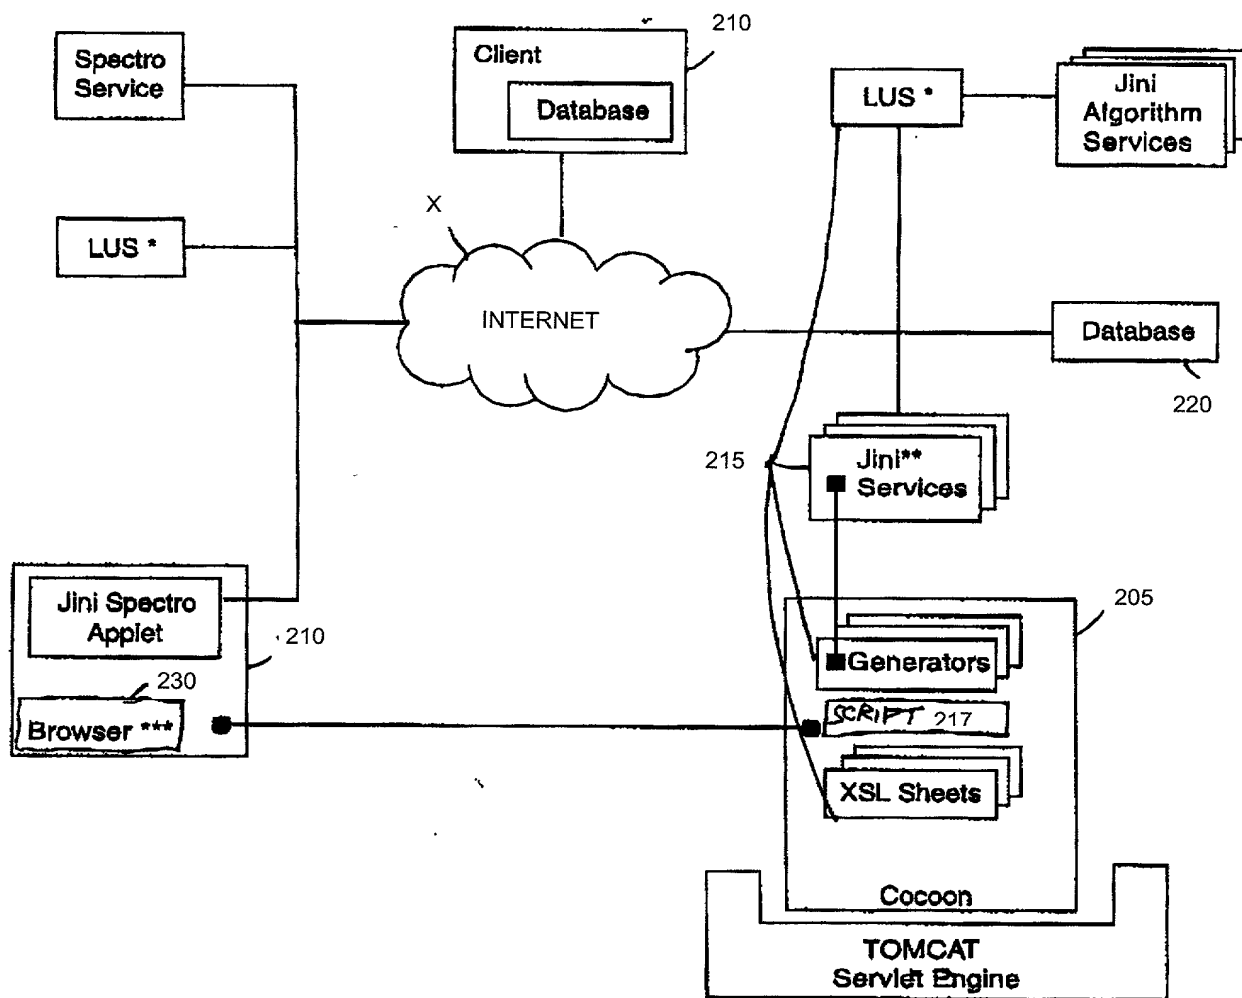 210
Spectro
Service
Client
Database
LUS *
Jini
Algorithm
Services
X
LUS *
INTERNET
Database
220
215
Jini**
Services
Jini Spectro
Applet
210
205
Generators
230
Browser ***
SCRIPT 217
XSL Sheets
Cocoon
TOMCAT
Servlet Engine